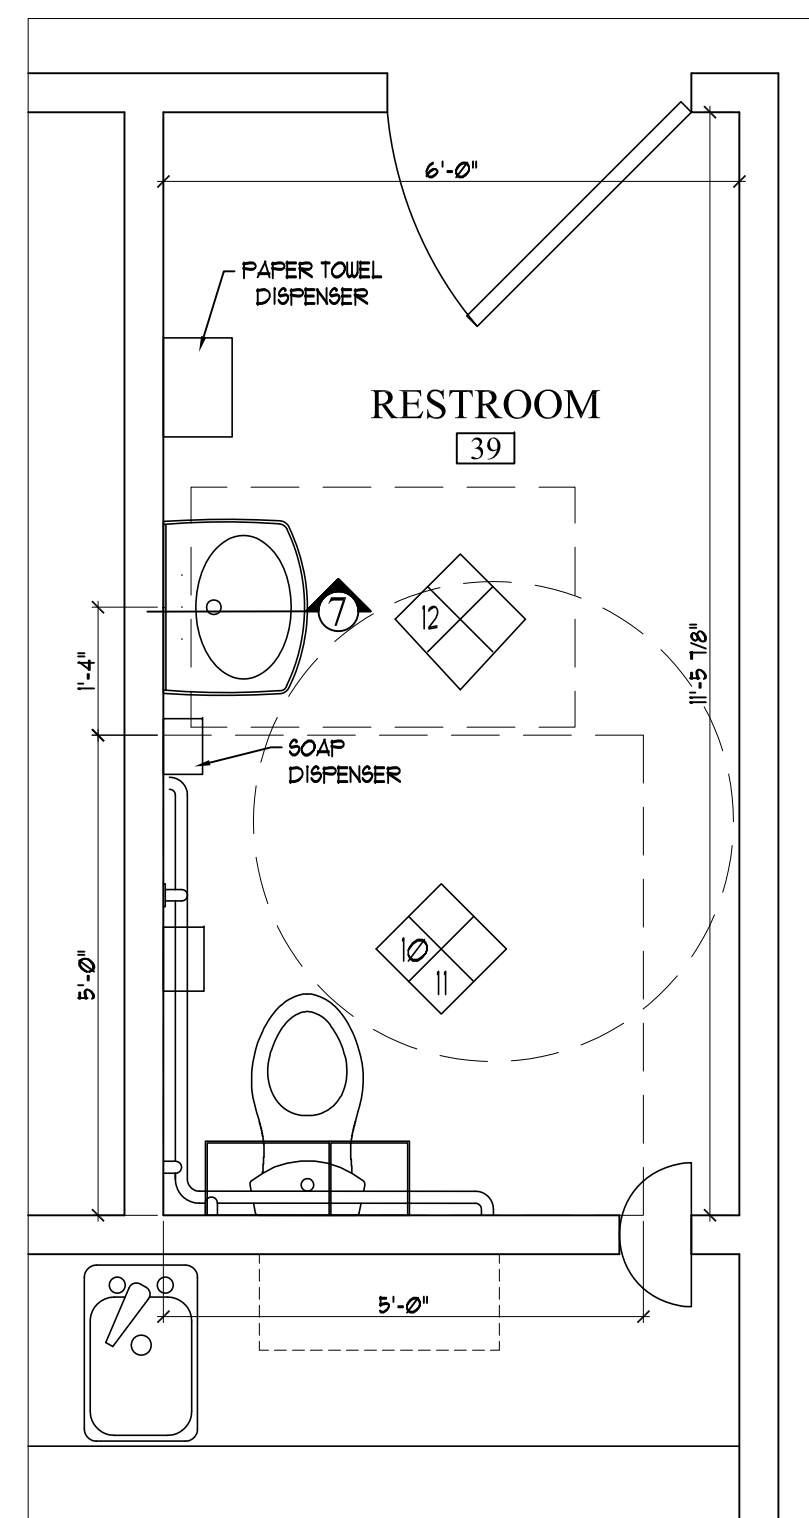 6'-0"
PAPER TOWEL
DISPENSER
RESTROOM
39
7
12
1'-4"
11'-5 7/8"
SOAP
DISPENSER
10
11
5'-0"
5'-0"